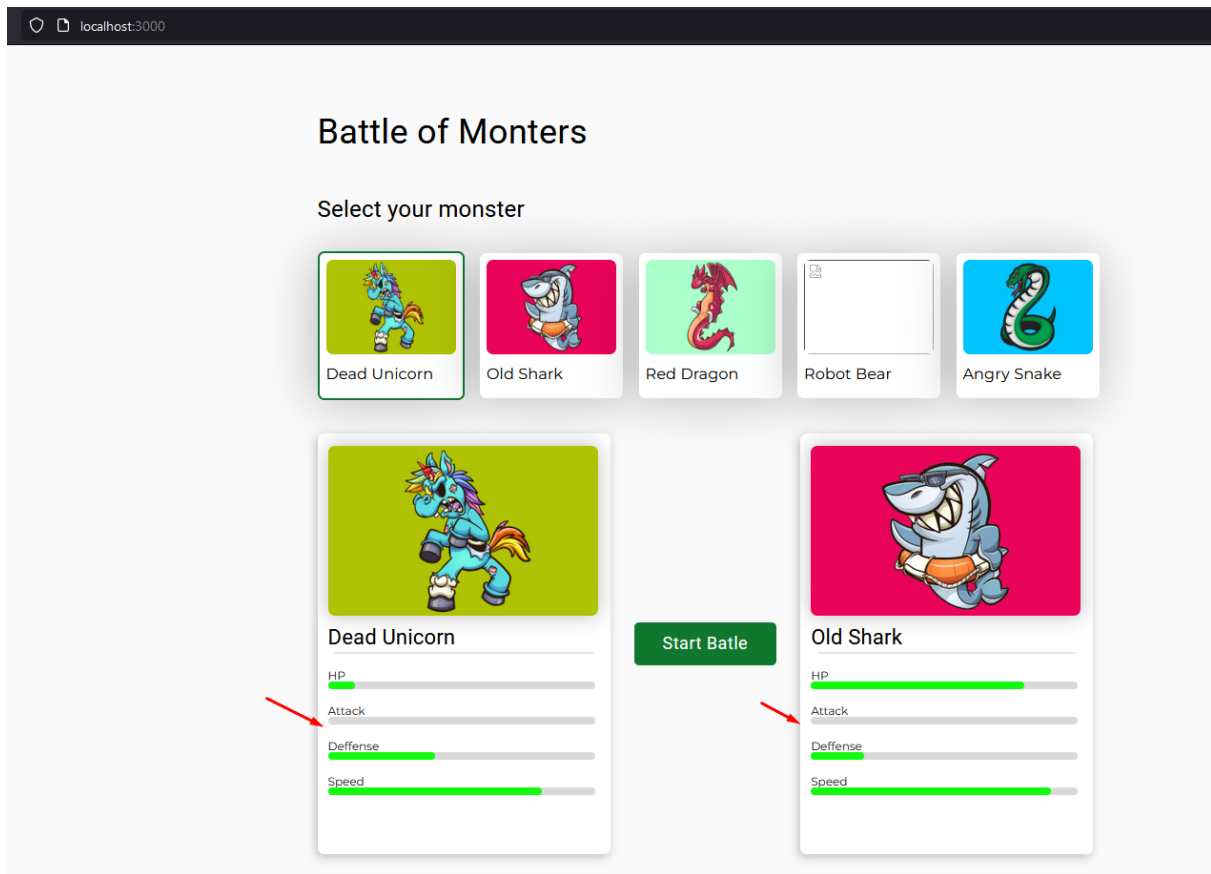 localhost:3000
Battle of Monters
Select your monster
Dead Unicorn
Old Shark
Red Dragon
Robot Bear
Angry Snake
Dead Unicorn
HP
Attack
Deffense
Speed
Start Batle
Old Shark
HP
Attack
Deffense
Speed